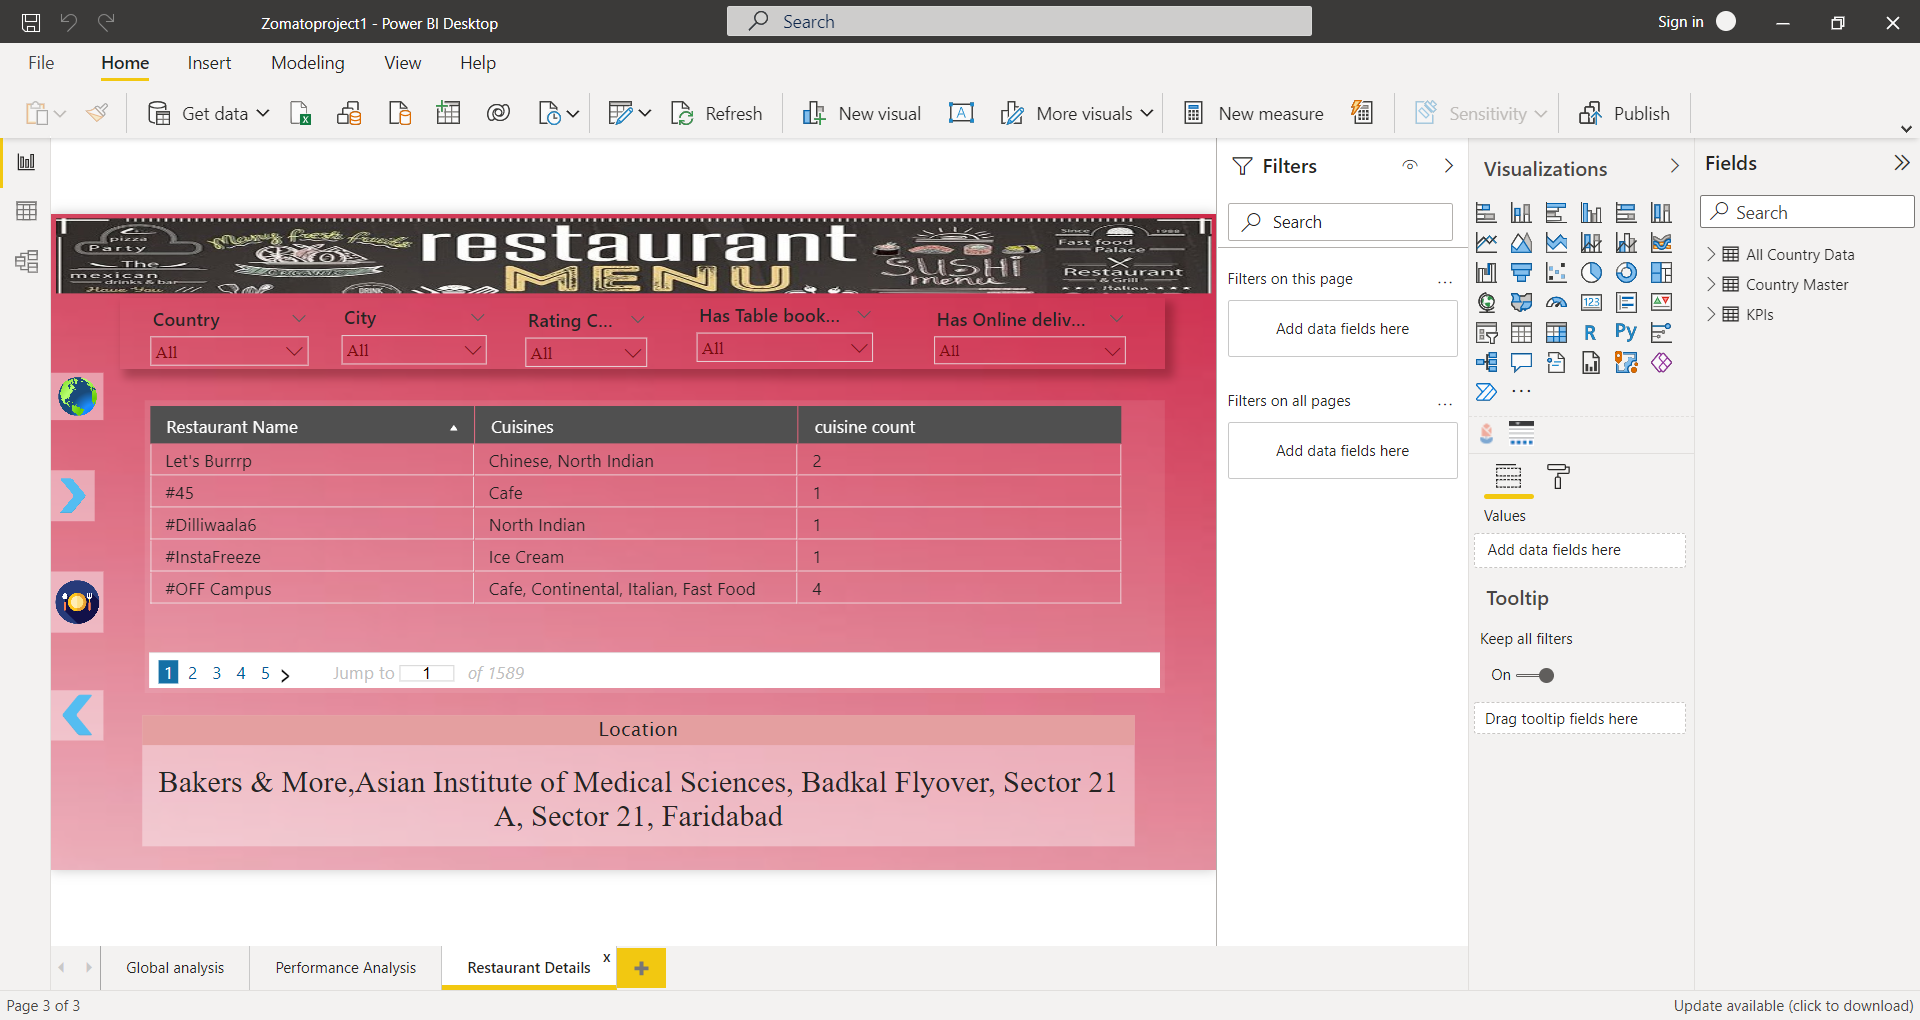 Zomatoproject1 - Power BI Desktop
Search
Sign in
File Home Insert Modeling View Help
Get data
Refresh
New visual
More visuals
New measure
Sensitivity
Publish
pizza
Party
The
mexican
drinks & bar
Have You
Many fresh foods
restaurant
MENU
DRINK
SUSHI
menu
Since 1988
Fast food
Palace
Restaurant
& Grill
Italian
Country City Rating C... Has Table book... Has Online deliv...
All All All All All
Restaurant Name Cuisines cuisine count
Let's Burrrp Chinese, North Indian 2
#45 Cafe 1
#Dilliwaala6 North Indian 1
#InstaFreeze Ice Cream 1
#OFF Campus Cafe, Continental, Italian, Fast Food 4
1 2 3 4 5 Jump to 1 of 1589
Location
Bakers & More,Asian Institute of Medical Sciences, Badkal Flyover, Sector 21
A, Sector 21, Faridabad
Filters
Search
Filters on this page ...
Add data fields here
Filters on all pages ...
Add data fields here
Visualizations
123
R Py
...
Values
Add data fields here
Tooltip
Keep all filters
On
Drag tooltip fields here
Fields
Search
All Country Data
Country Master
KPIs
Global analysis Performance Analysis Restaurant Details x
Page 3 of 3
Update available (click to download)